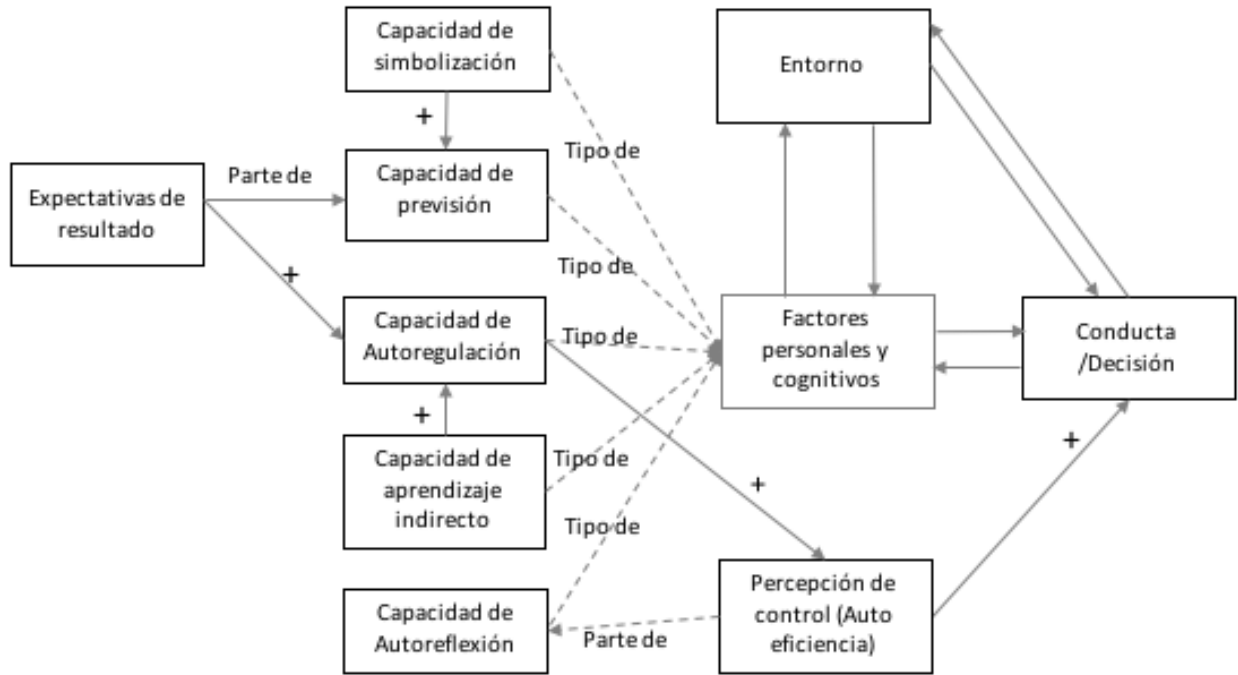 Capacidad de
simbolización
Entorno
+
Tipo de
Parte de
Capacidad de
previsión
Expectativas de
resultado
Tipo de
+
Capacidad de
Autoregulación
Tipo de
Factores
personales y
cognitivos
Conducta
/Decisión
+
Capacidad de
aprendizaje
indirecto
Tipo de
+
+
Tipo de
Capacidad de
Autoreflexión
Parte de
Percepción de
control (Auto
eficiencia)